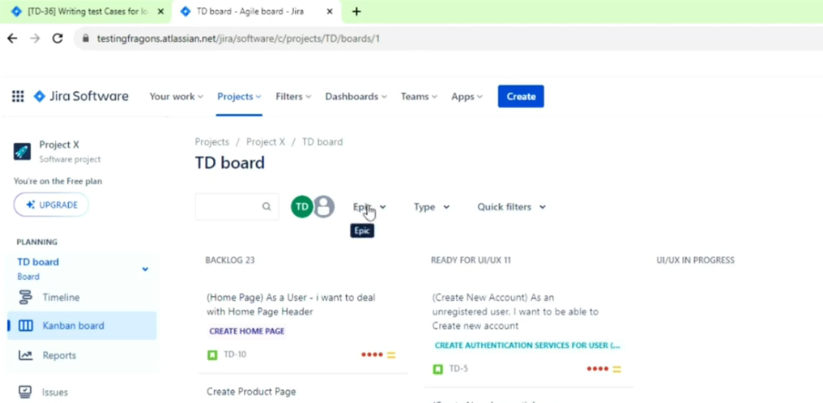 [TD-36] Writing test Cases for lo
TD board - Agile board - Jira
testingfragons.atlassian.net/jira/software/c/projects/TD/boards/1
Jira Software Your work Projects Filters Dashboards Teams Apps Create
Project X
Software project
You're on the Free plan
UPGRADE
PLANNING
TD board
Board
Timeline
Kanban board
Reports
Issues
Projects / Project X / TD board
TD board
TD Epic Type Quick filters
Epic
BACKLOG 23
(Home Page) As a User - i want to deal
with Home Page Header
CREATE HOME PAGE
TD-10
Create Product Page
READY FOR UI/UX 11
(Create New Account) As an
unregistered user. I want to be able to
Create new account
CREATE AUTHENTICATION SERVICES FOR USER (...
TD-5
UI/UX IN PROGRESS